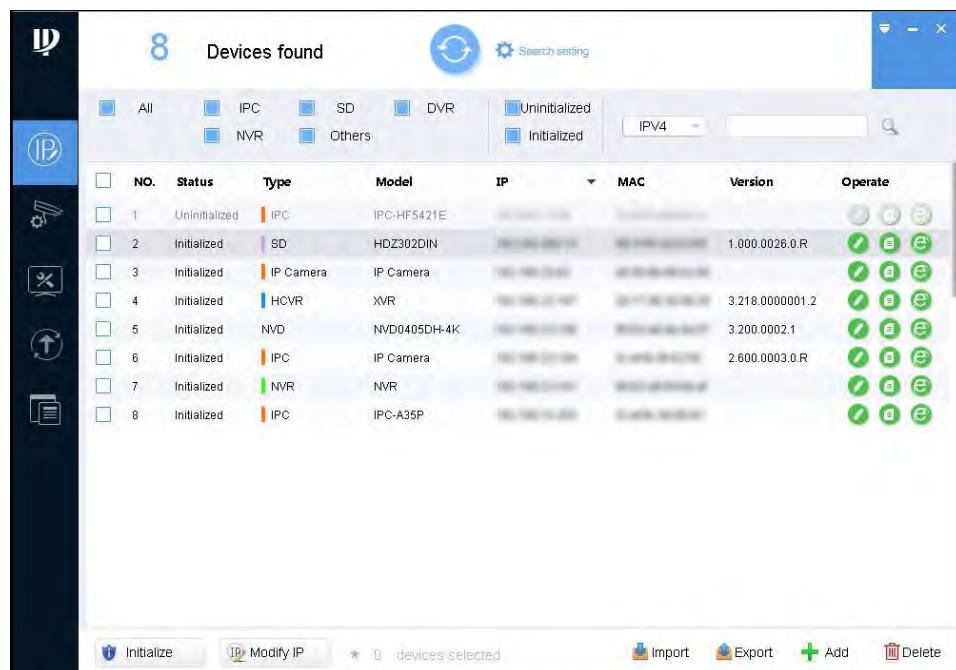 8 Devices found Search setting
All IPC SD DVR Uninitialized
NVR Others Initialized
IPV4
NO. Status Type Model IP MAC Version Operate
1 Uninitialized IPC IPC-HF5421E
2 Initialized SD HDZ302DIN 1.000.0026.0.R
3 Initialized IP Camera IP Camera
4 Initialized HCVR XVR 3.218.0000001.2
5 Initialized NVD NVD0405DH-4K 3.200.0002.1
6 Initialized IPC IP Camera 2.600.0003.0.R
7 Initialized NVR NVR
8 Initialized IPC IPC-A35P
Initialize IP Modify IP * 0 devices selected Import Export Add Delete